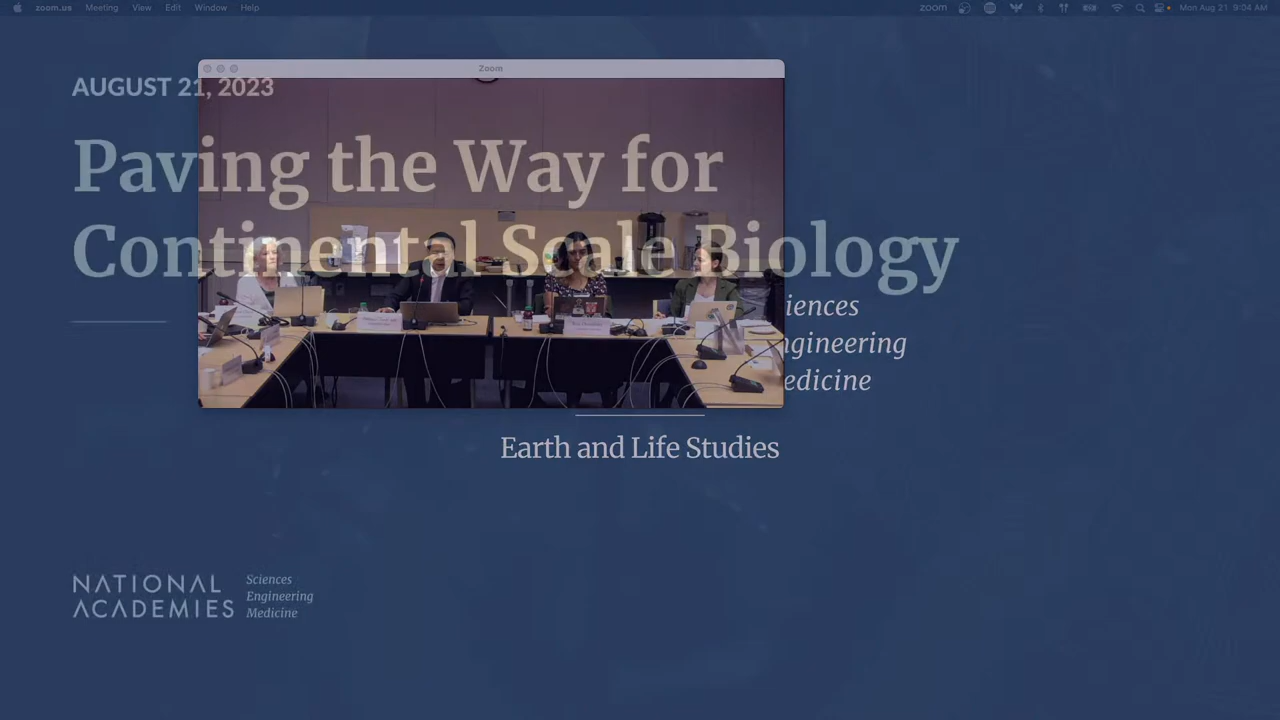 zoom.us Meeting View Edit Window Help zoom Mon Aug 21 9:04 AM
Zoom
AUGUST 21, 2023
Paving the Way for
Continental Scale Biology
iences
ngineering
edicine
Earth and Life Studies
NATIONAL
ACADEMIES
Sciences
Engineering
Medicine